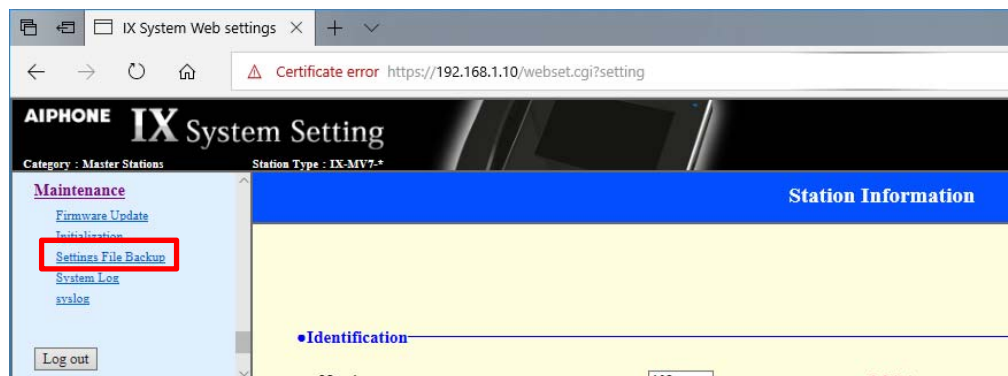 IX System Web settings
Certificate error https://192.168.1.10/webset.cgi?setting
AIPHONE IX System Setting
Category : Master Stations Station Type : IX-MV7-*
Maintenance
Station Information
Firmware Update
Initialization
Settings File Backup
System Log
syslog
•Identification
Log out